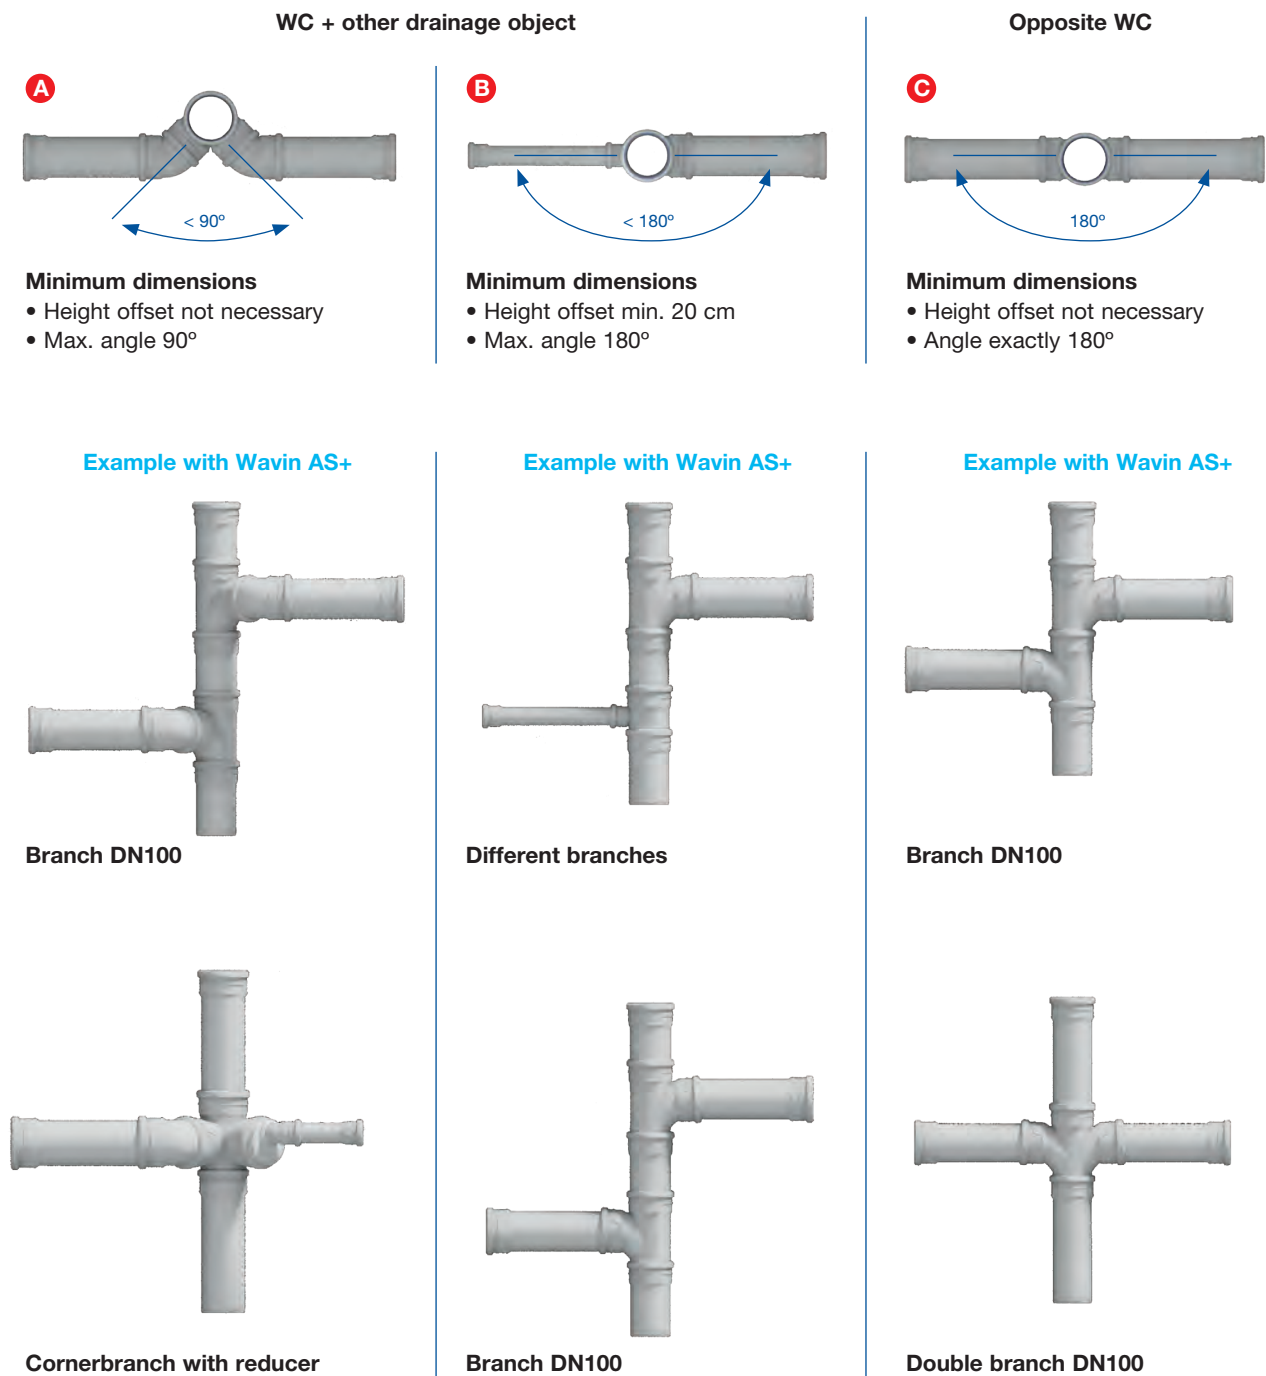 WC + other drainage object
Opposite WC
A
< 90º
Minimum dimensions
• Height offset not necessary
• Max. angle 90º
B
< 180º
Minimum dimensions
• Height offset min. 20 cm
• Max. angle 180º
C
180º
Minimum dimensions
• Height offset not necessary
• Angle exactly 180º
Example with Wavin AS+
Example with Wavin AS+
Example with Wavin AS+
Branch DN100
Different branches
Branch DN100
Cornerbranch with reducer
Branch DN100
Double branch DN100